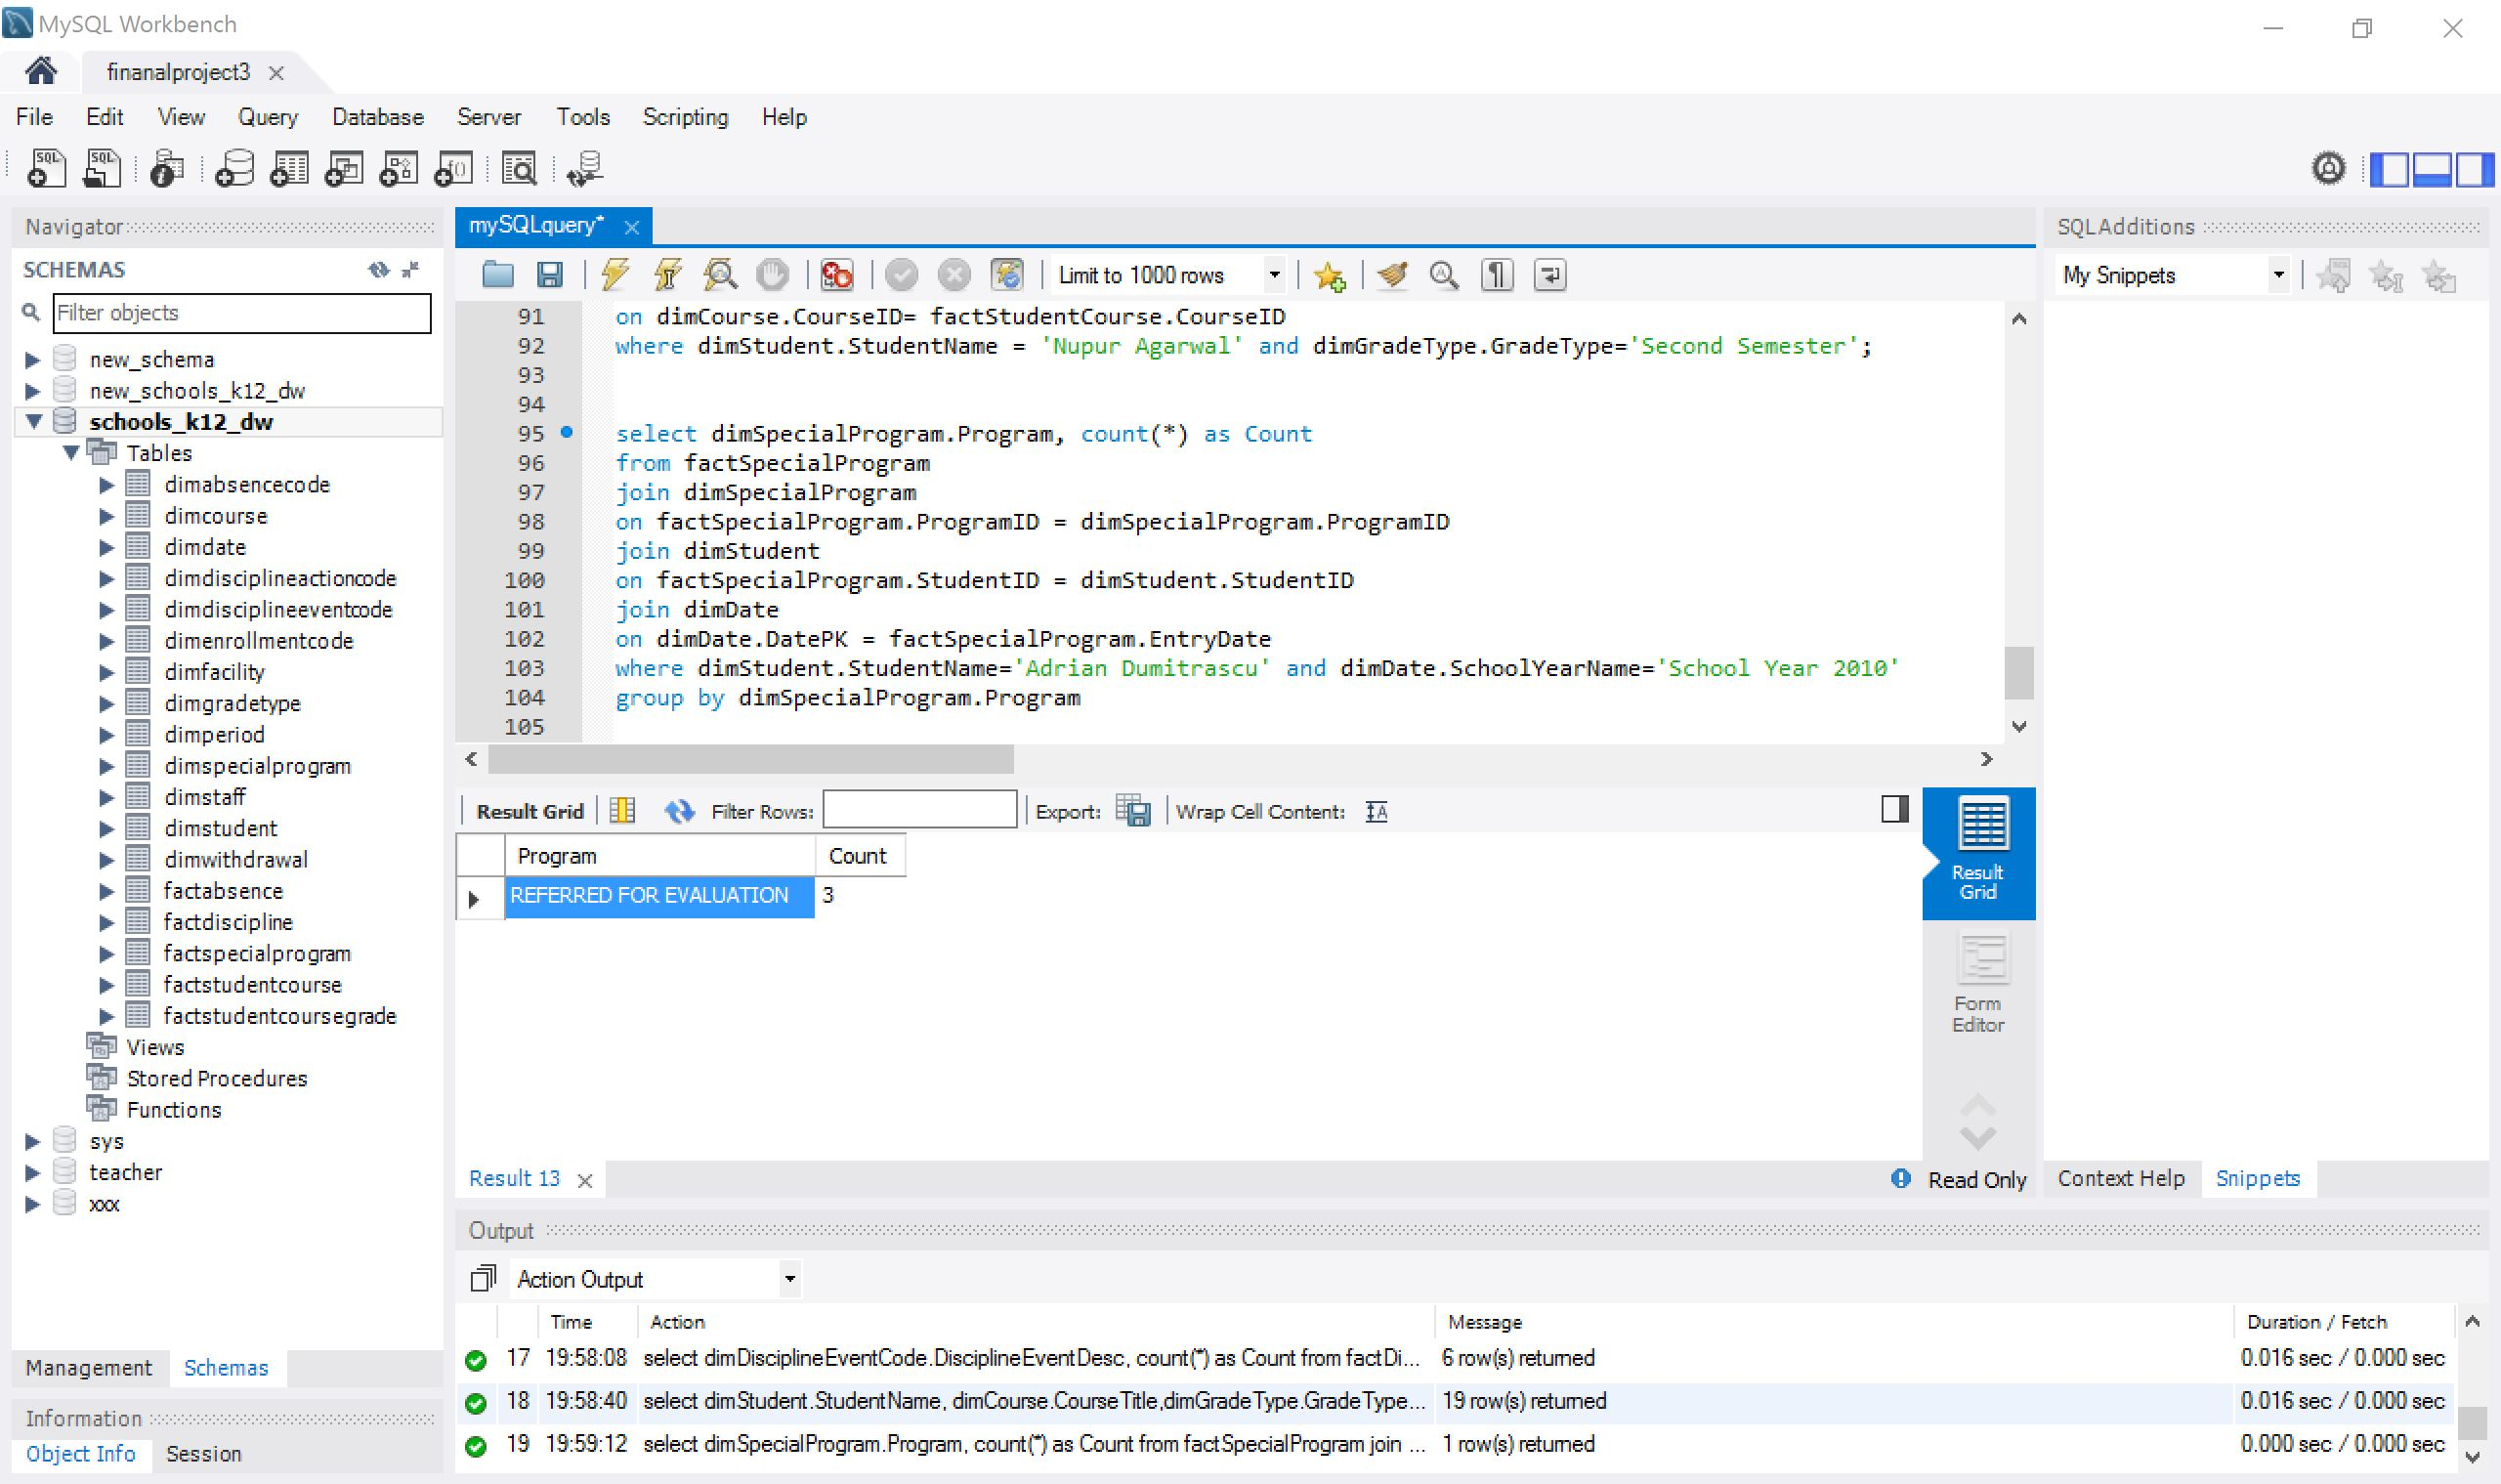 MySQL Workbench
finanalproject3
File Edit View Query Database Server Tools Scripting Help
Navigator
SCHEMAS
Filter objects
new_schema
new_schools_k12_dw
schools_k12_dw
Tables
dimabsencecode
dimcourse
dimdate
dimdisciplineactioncode
dimdisciplineeventcode
dimenrollmentcode
dimfacility
dimgradetype
dimperiod
dimspecialprogram
dimstaff
dimstudent
dimwithdrawal
factabsence
factdiscipline
factspecialprogram
factstudentcourse
factstudentcoursegrade
Views
Stored Procedures
Functions
sys
teacher
xxx
Management Schemas
Information
Object Info Session
mySQLquery*
Limit to 1000 rows
91 on dimCourse.CourseID= factStudentCourse.CourseID
92 where dimStudent.StudentName = 'Nupur Agarwal' and dimGradeType.GradeType='Second Semester';
93
94
95 select dimSpecialProgram.Program, count(*) as Count
96 from factSpecialProgram
97 join dimSpecialProgram
98 on factSpecialProgram.ProgramID = dimSpecialProgram.ProgramID
99 join dimStudent
100 on factSpecialProgram.StudentID = dimStudent.StudentID
101 join dimDate
102 on dimDate.DatePK = factSpecialProgram.EntryDate
103 where dimStudent.StudentName='Adrian Dumitrascu' and dimDate.SchoolYearName='School Year 2010'
104 group by dimSpecialProgram.Program
105
Result Grid Filter Rows: Export: Wrap Cell Content:
Program Count
REFERRED FOR EVALUATION 3
Result Grid
Form Editor
Result 13
Read Only
SQLAdditions
My Snippets
Context Help Snippets
Output
Action Output
Time Action Message Duration / Fetch
17 19:58:08 select dimDisciplineEventCode.DisciplineEventDesc, count(*) as Count from factDi... 6 row(s) returned 0.016 sec / 0.000 sec
18 19:58:40 select dimStudent.StudentName, dimCourse.CourseTitle,dimGradeType.GradeType... 19 row(s) returned 0.016 sec / 0.000 sec
19 19:59:12 select dimSpecialProgram.Program, count(*) as Count from factSpecialProgram join ... 1 row(s) returned 0.000 sec / 0.000 sec